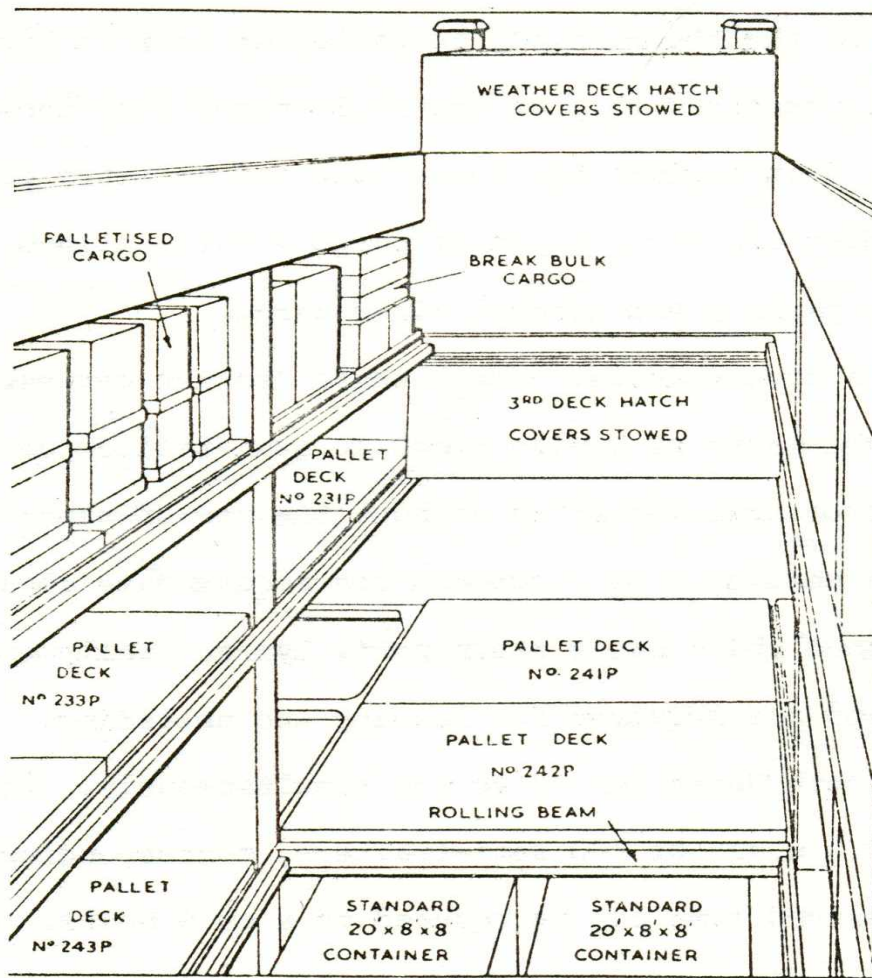 WEATHER DECK HATCH
COVERS STOWED
PALLETISED
CARGO
BREAK BULK
CARGO
3RD DECK HATCH
COVERS STOWED
PALLET
DECK
No 231P
PALLET
DECK
No 233P
PALLET DECK
No. 241P
PALLET DECK
No. 242P
ROLLING BEAM
PALLET
DECK
No 243P
STANDARD
20' x 8' x 8'
CONTAINER
STANDARD
20' x 8' x 8'
CONTAINER